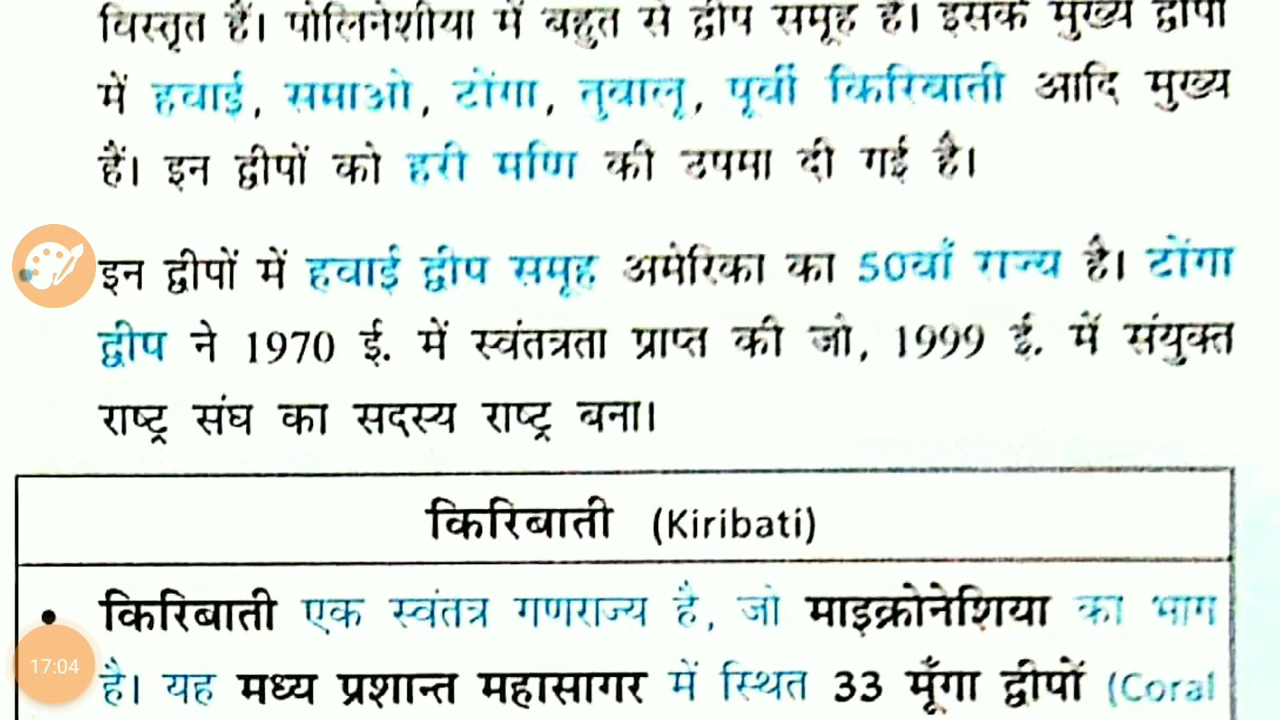 विस्तृत हैं। पोलिनेशीया में बहुत से द्वीप समूह हैं। इसके मुख्य द्वीपों
में हवाई, समाओ, टोंगा, तुवालू, पूर्वी किरिबाती आदि मुख्य
हैं। इन द्वीपों को हरी मणि की उपमा दी गई है।
इन द्वीपों में हवाई द्वीप समूह अमेरिका का 50वाँ राज्य है। टोंगा
द्वीप ने 1970 ई. में स्वंतत्रता प्राप्त की जो, 1999 ई. में संयुक्त
राष्ट्र संघ का सदस्य राष्ट्र बना।
किरिबाती (Kiribati)
• किरिबाती एक स्वंतत्र गणराज्य है, जो माइक्रोनेशिया का भाग
17:04
है। यह मध्य प्रशान्त महासागर में स्थित 33 मूँगा द्वीपों (Coral